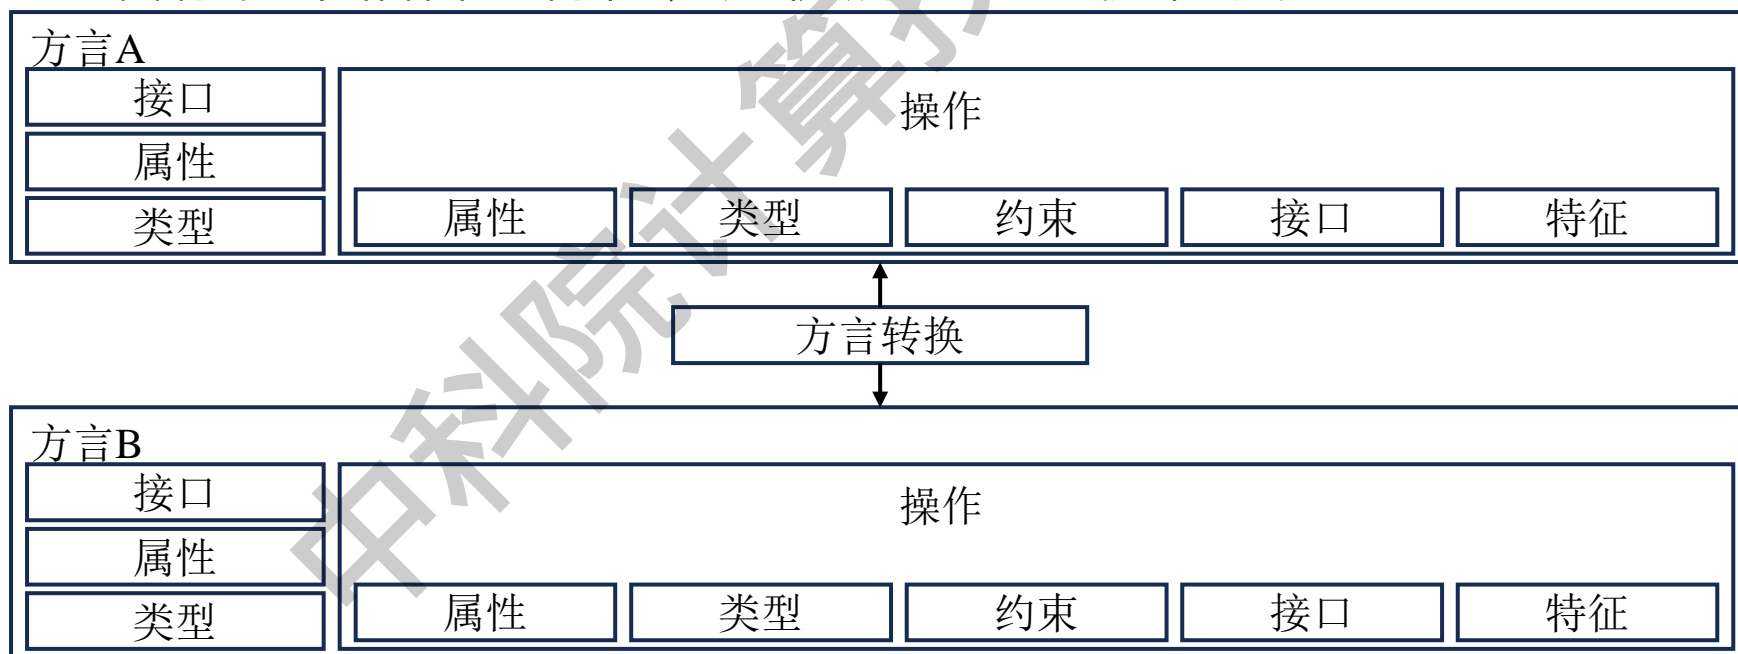 方言A
接口
操作
属性
类型
属性 类型 约束 接口 特征
方言转换
方言B
接口
操作
属性
类型
属性 类型 约束 接口 特征
中科院计算